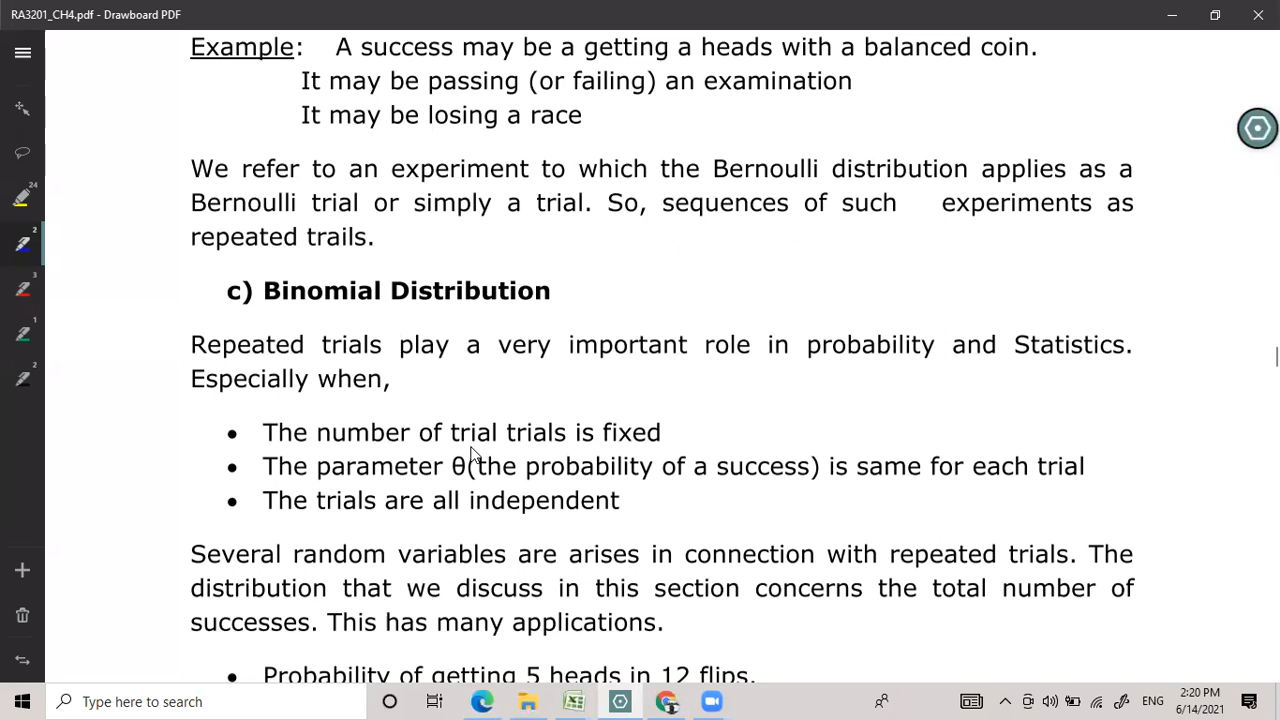 RA3201_CH4.pdf - Drawboard PDF
Example: A success may be a getting a heads with a balanced coin.
It may be passing (or failing) an examination
It may be losing a race
We refer to an experiment to which the Bernoulli distribution applies as a
Bernoulli trial or simply a trial. So, sequences of such experiments as
repeated trails.
c) Binomial Distribution
Repeated trials play a very important role in probability and Statistics.
Especially when,
• The number of trial trials is fixed
• The parameter θ(the probability of a success) is same for each trial
• The trials are all independent
Several random variables are arises in connection with repeated trials. The
distribution that we discuss in this section concerns the total number of
successes. This has many applications.
• Probability of getting 5 heads in 12 flips.
24
2
3
1
2
Type here to search
ENG
2:20 PM
6/14/2021